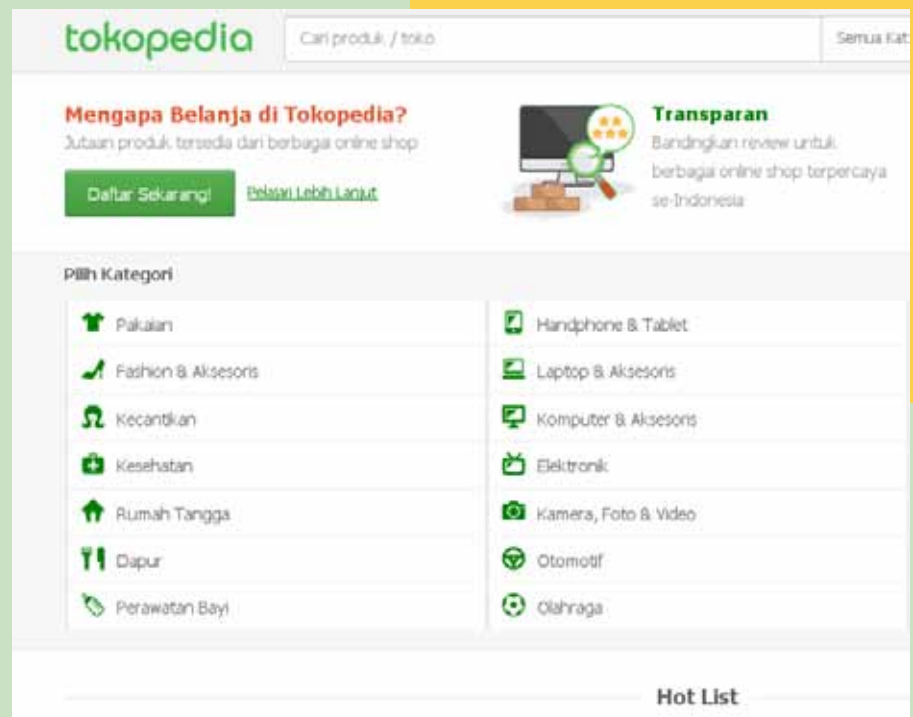 tokopedia
Cari produk / toko
Semua Kat
Mengapa Belanja di Tokopedia?
Jutaan produk tersedia dari berbagai online shop
Daftar Sekarang!
Pelajari Lebih Lanjut
Transparan
Bandingkan review untuk
berbagai online shop terpercaya
se-Indonesia
Pilih Kategori
Pakaian
Fashion & Aksesoris
Kecantikan
Kesehatan
Rumah Tangga
Dapur
Perawatan Bayi
Handphone & Tablet
Laptop & Aksesoris
Komputer & Aksesoris
Elektronik
Kamera, Foto & Video
Otomotif
Olahraga
Hot List